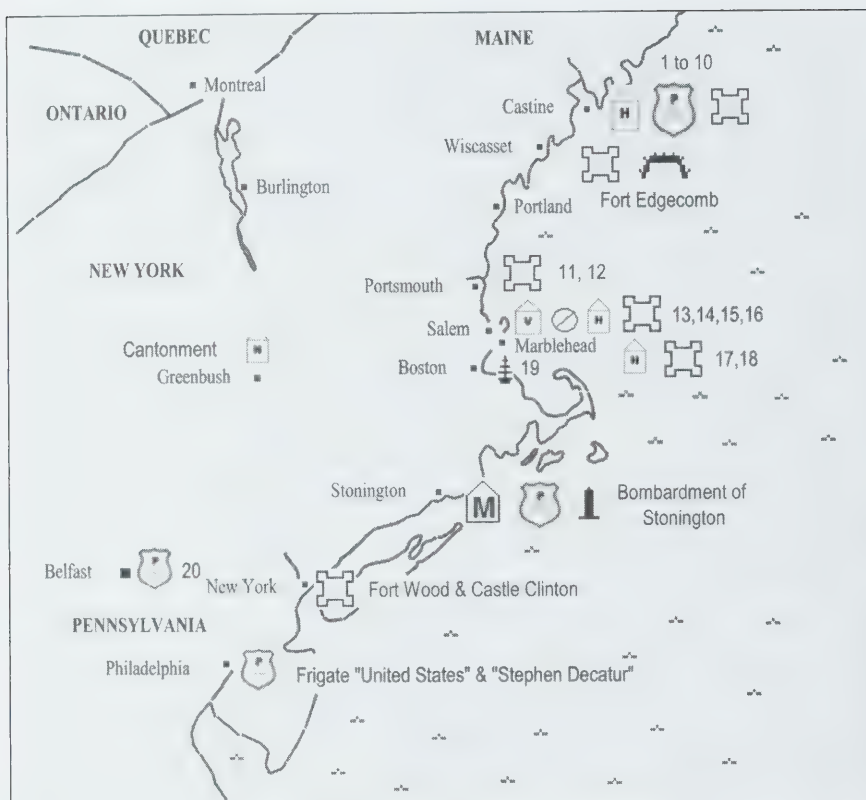 QUEBEC
MAINE
1 to 10
Montreal
ONTARIO
Castine
H
P
Wiscasset
Burlington
Fort Edgecomb
Portland
NEW YORK
11, 12
Portsmouth
V
H
13,14,15,16
Salem
Cantonment
H
Marblehead
H
17,18
Greenbush
Boston
19
Stonington
M
P
Bombardment of
Stonington
Belfast
P
20
New York
Fort Wood & Castle Clinton
PENNSYLVANIA
Philadelphia
P
Frigate "United States" & "Stephen Decatur"